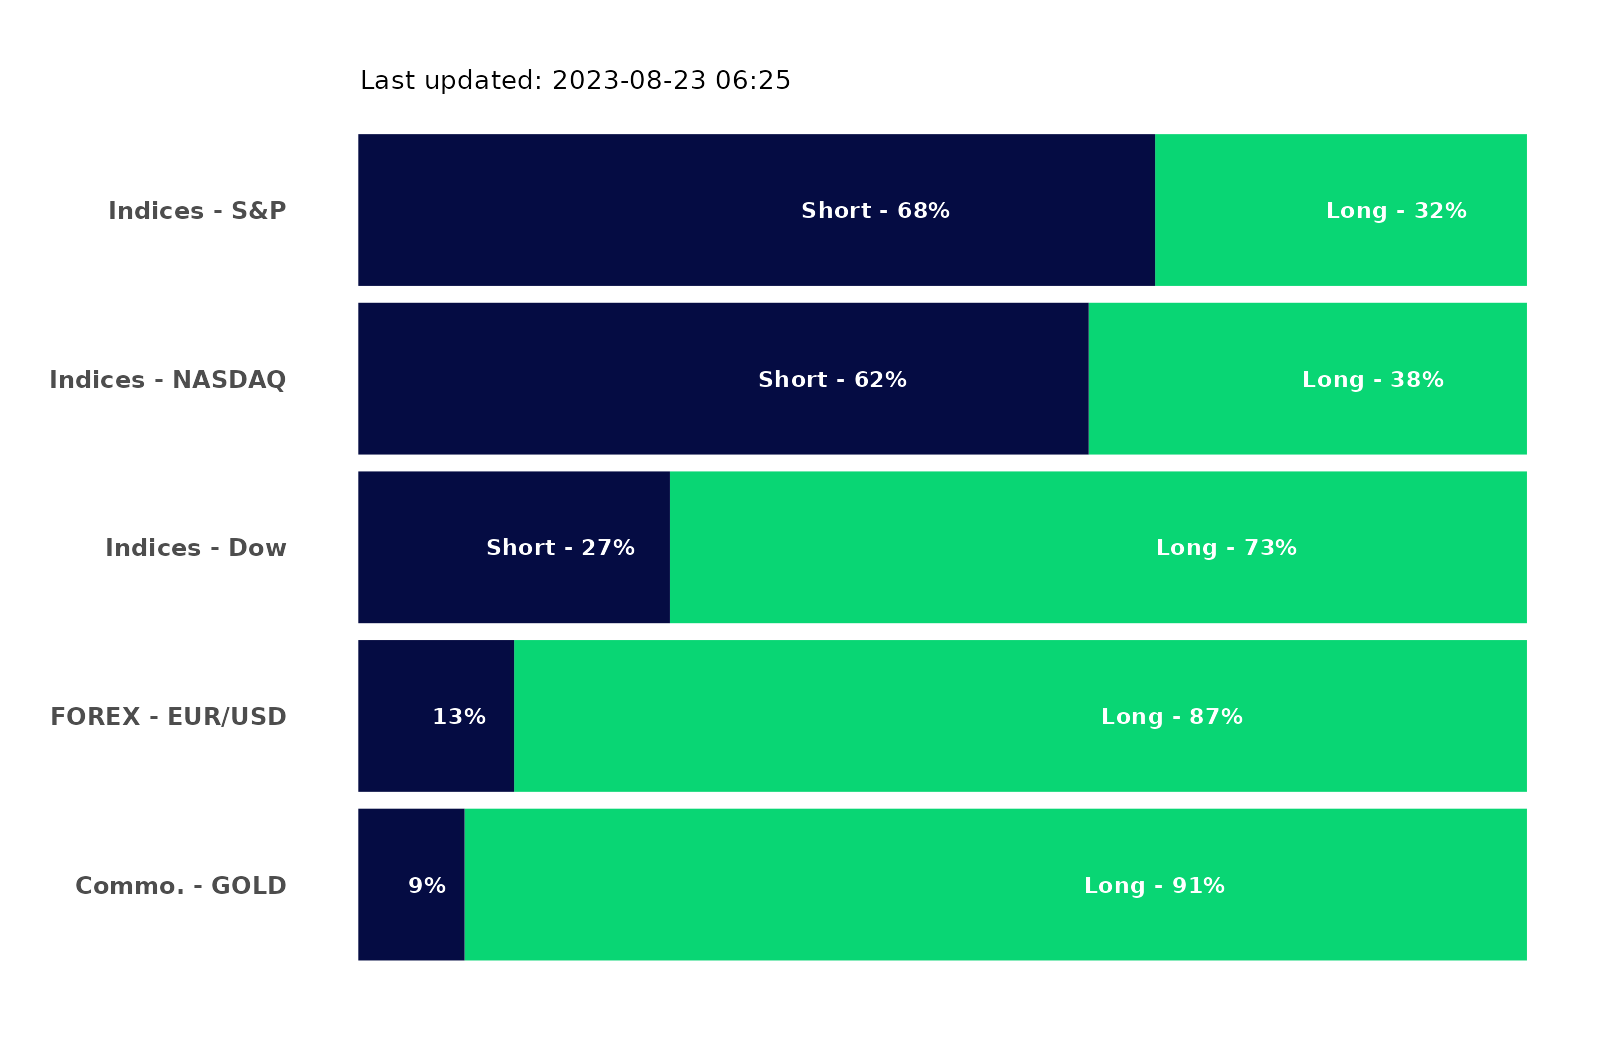 Last updated: 2023-08-23 06:25
Indices - S&P Short - 68% Long - 32%
Indices - NASDAQ Short - 62% Long - 38%
Indices - Dow Short - 27% Long - 73%
FOREX - EUR/USD 13% Long - 87%
Commo. - GOLD 9% Long - 91%